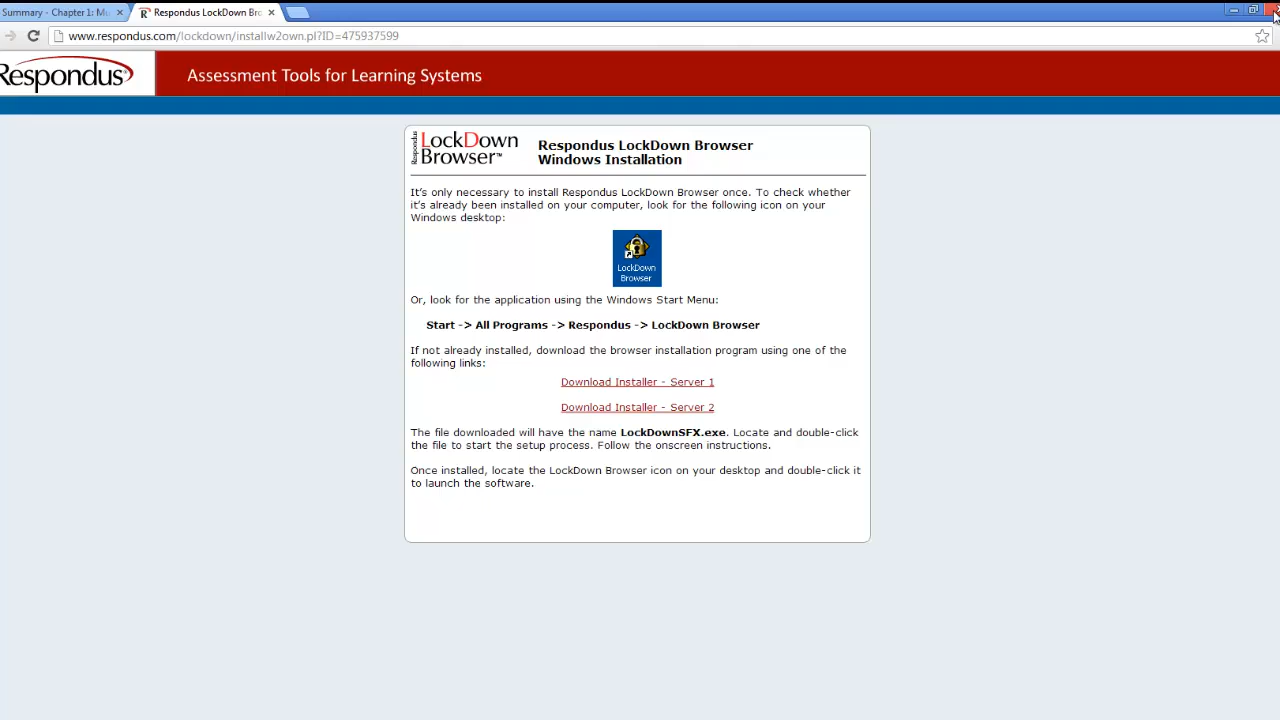 Summary - Chapter 1: Mu
Respondus LockDown Bro
www.respondus.com/lockdown/installw2own.pl?ID=475937599
Respondus
Assessment Tools for Learning Systems
Respondus
LockDown
Browser™
Respondus LockDown Browser
Windows Installation
It's only necessary to install Respondus LockDown Browser once. To check whether
it's already been installed on your computer, look for the following icon on your
Windows desktop:
LockDown
Browser
Or, look for the application using the Windows Start Menu:
Start -> All Programs -> Respondus -> LockDown Browser
If not already installed, download the browser installation program using one of the
following links:
Download Installer - Server 1
Download Installer - Server 2
The file downloaded will have the name LockDownSFX.exe. Locate and double-click
the file to start the setup process. Follow the onscreen instructions.
Once installed, locate the LockDown Browser icon on your desktop and double-click it
to launch the software.